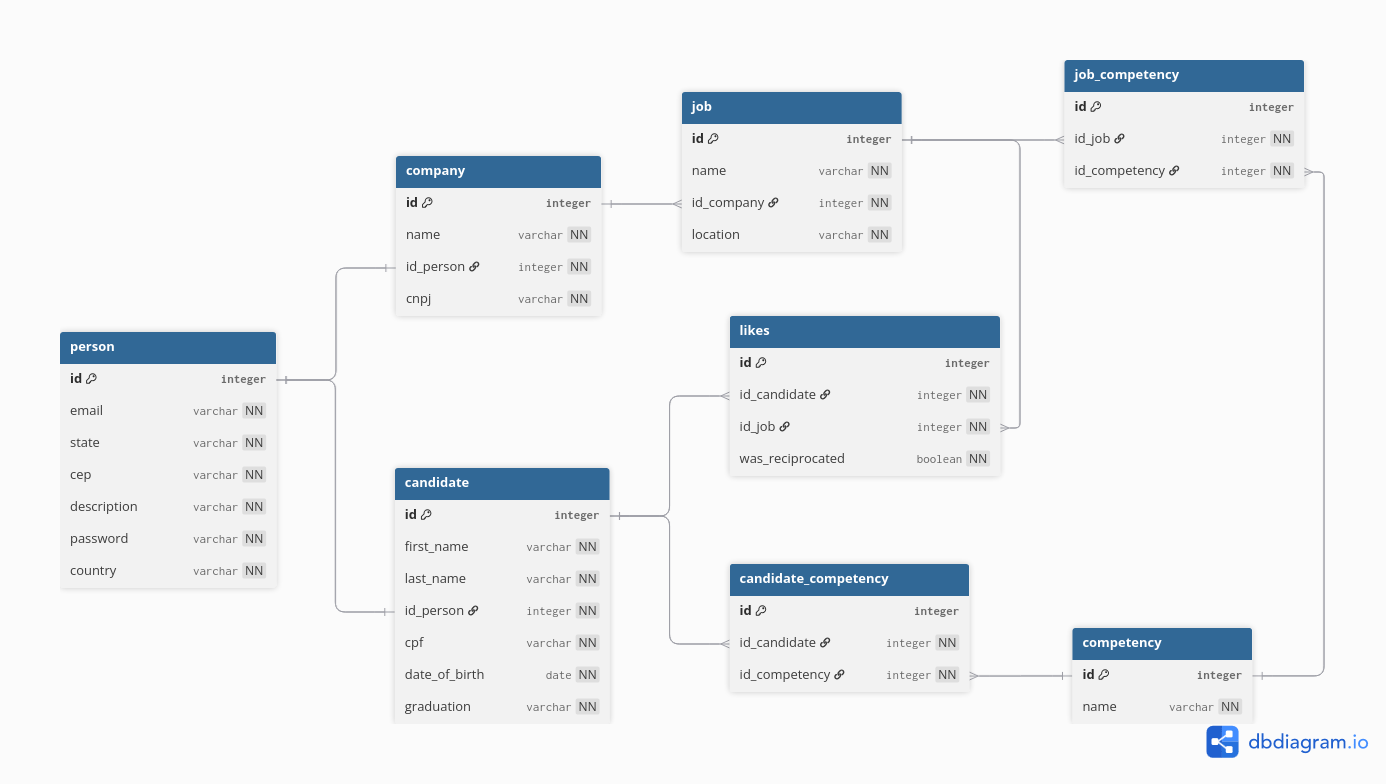 person
id integer
email varchar NN
state varchar NN
cep varchar NN
description varchar NN
password varchar NN
country varchar NN
company
id integer
name varchar NN
id_person integer NN
cnpj varchar NN
candidate
id integer
first_name varchar NN
last_name varchar NN
id_person integer NN
cpf varchar NN
date_of_birth date NN
graduation varchar NN
job
id integer
name varchar NN
id_company integer NN
location varchar NN
likes
id integer
id_candidate integer NN
id_job integer NN
was_reciprocated boolean NN
candidate_competency
id integer
id_candidate integer NN
id_competency integer NN
job_competency
id integer
id_job integer NN
id_competency integer NN
competency
id integer
name varchar NN
dbdiagram.io